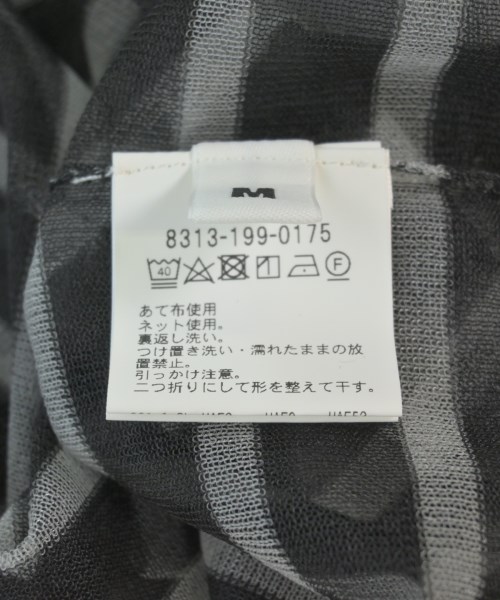 M
8313-199-0175
40 F
あて布使用
ネット使用。
裏返し洗い。
つけ置き洗い・濡れたままの放
置禁止。
引っかけ注意。
二つ折りにして形を整えて干す。